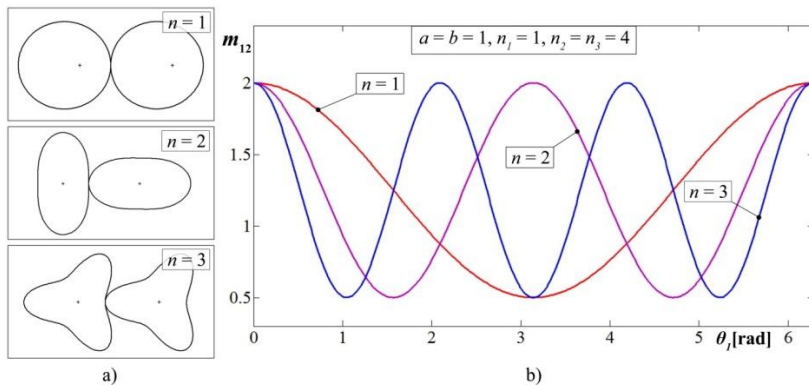 n = 1
n = 2
n = 3
a)
m₁₂
a = b = 1, n₁ = 1, n₂ = n₃ = 4
2
1.5
1
0.5
n = 1
n = 2
n = 3
0 1 2 3 4 5 θ₁[rad] 6
b)